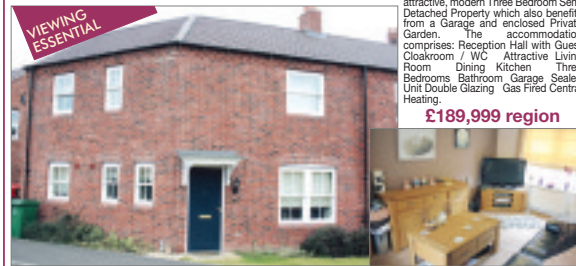 VIEWING
ESSENTIAL
attractive, modern Three Bedroom Semi
Detached Property which also benefits
from a Garage and enclosed Private
Garden. The accommodation
comprises: Reception Hall with Guest
Cloakroom / WC Attractive Living
Room Dining Kitchen Three
Bedrooms Bathroom Garage Sealed
Unit Double Glazing Gas Fired Central
Heating.
£189,999 region